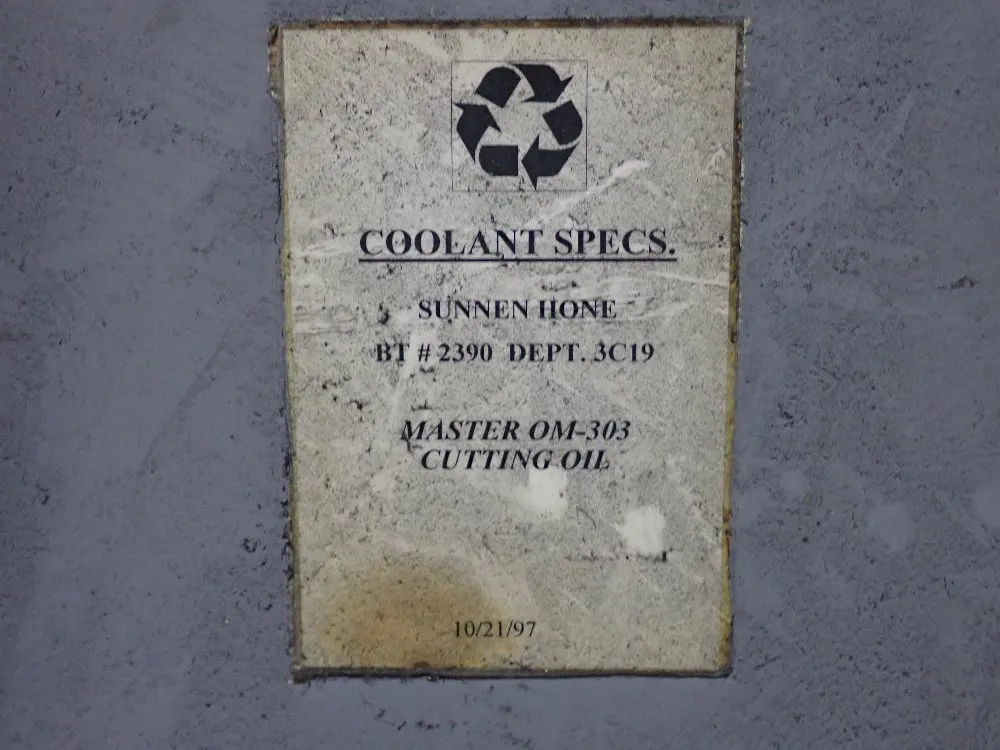 COOLANT SPECS.
SUNNEN HONE
BT # 2390 DEPT. 3C19
MASTER OM-303
CUTTING OIL
10/21/97